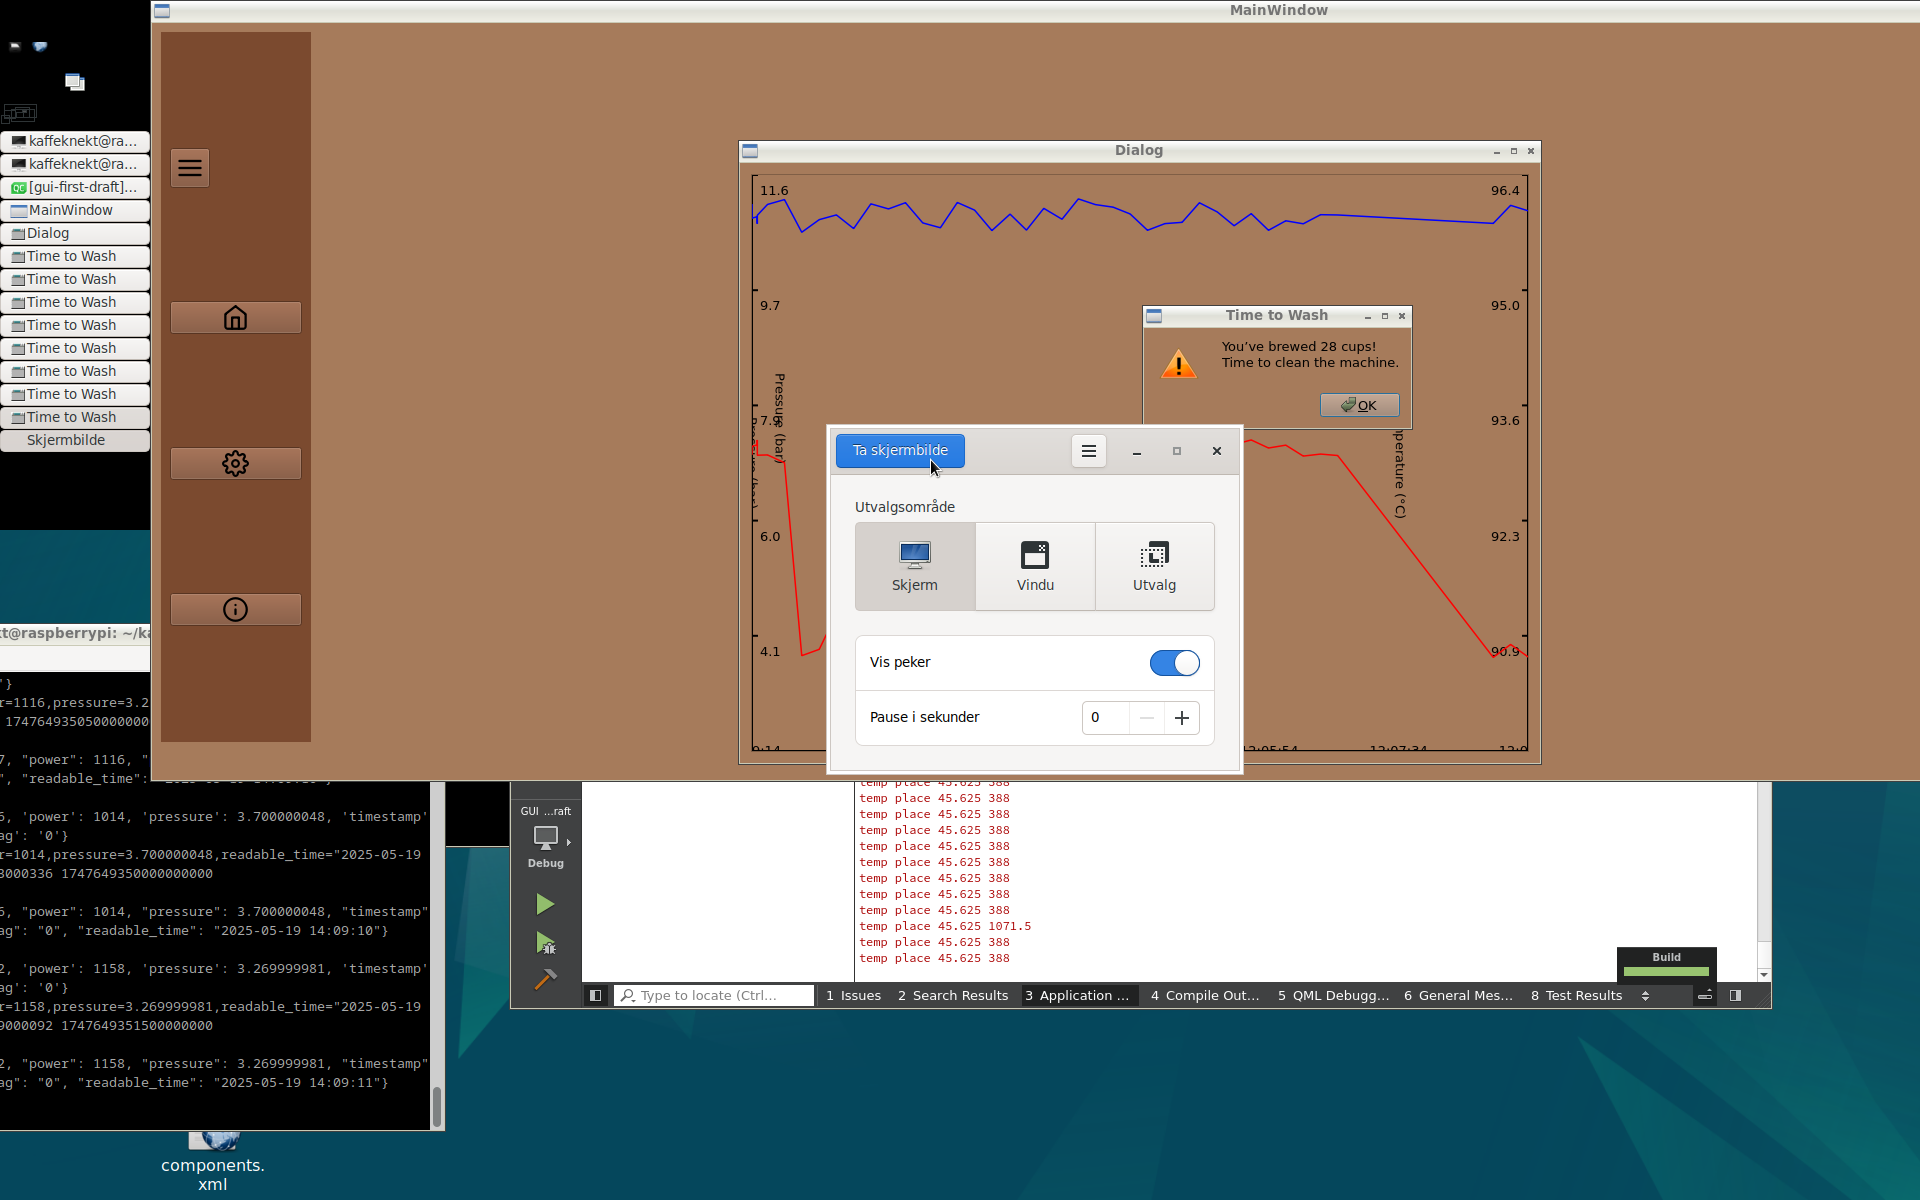 MainWindow
kaffeknekt@ra...
kaffeknekt@ra...
[gui-first-draft]...
MainWindow
Dialog
Time to Wash
Time to Wash
Time to Wash
Time to Wash
Time to Wash
Time to Wash
Time to Wash
Time to Wash
Skjermbilde
Dialog
11.6
96.4
9.7
95.0
7.9
93.6
6.0
92.3
4.1
90.9
Pressure (bar)
perature (°C)
12:05:54
12:07:34
Time to Wash
You've brewed 28 cups!
Time to clean the machine.
OK
Ta skjermbilde
Utvalgsområde
Skjerm
Vindu
Utvalg
Vis peker
Pause i sekunder
0
kt@raspberrypi: ~/ka
'}
r=1116,pressure=3.2
174764935050000000
7, "power": 1116, "
", "readable_time":
6, 'power': 1014, 'pressure': 3.700000048, 'timestamp'
ag': '0'}
r=1014,pressure=3.700000048,readable_time="2025-05-19
3000336 1747649350000000000
6, "power": 1014, "pressure": 3.700000048, "timestamp"
ag": "0", "readable_time": "2025-05-19 14:09:10"}
2, 'power': 1158, 'pressure': 3.269999981, 'timestamp'
ag': '0'}
r=1158,pressure=3.269999981,readable_time="2025-05-19
9000092 1747649351500000000
2, "power": 1158, "pressure": 3.269999981, "timestamp"
ag": "0", "readable_time": "2025-05-19 14:09:11"}
GUI ...raft
Debug
temp place 45.625 388
temp place 45.625 388
temp place 45.625 388
temp place 45.625 388
temp place 45.625 388
temp place 45.625 388
temp place 45.625 388
temp place 45.625 388
temp place 45.625 388
temp place 45.625 1071.5
temp place 45.625 388
temp place 45.625 388
Build
Type to locate (Ctrl...
1 Issues
2 Search Results
3 Application ...
4 Compile Out...
5 QML Debugg...
6 General Mes...
8 Test Results
components.
xml